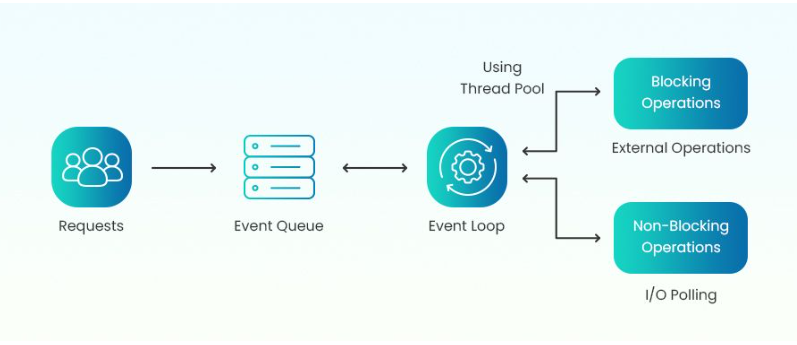 Using
Thread Pool
Blocking
Operations
External Operations
Requests
Event Queue
Event Loop
Non-Blocking
Operations
I/O Polling